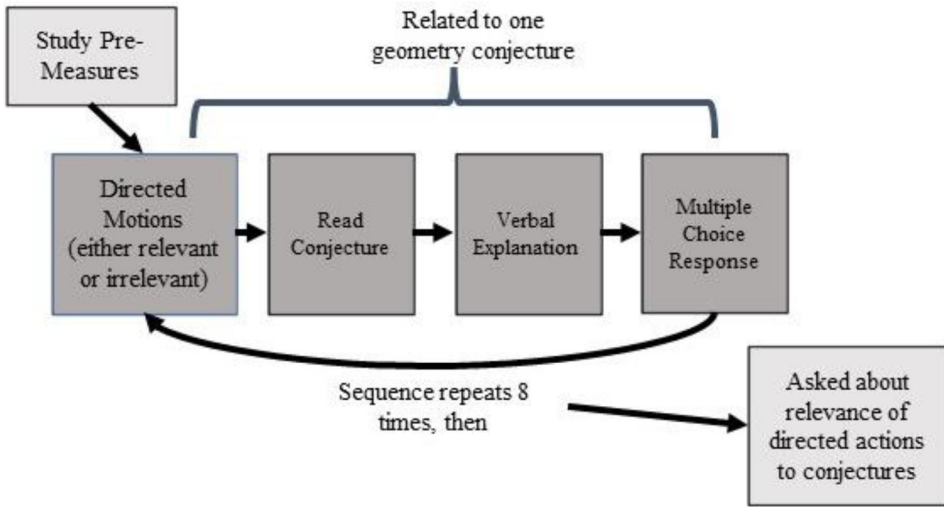 Study Pre-
Measures
Related to one
geometry conjecture
Directed
Motions
(either relevant
or irrelevant)
Read
Conjecture
Verbal
Explanation
Multiple
Choice
Response
Sequence repeats 8
times, then
Asked about
relevance of
directed actions
to conjectures